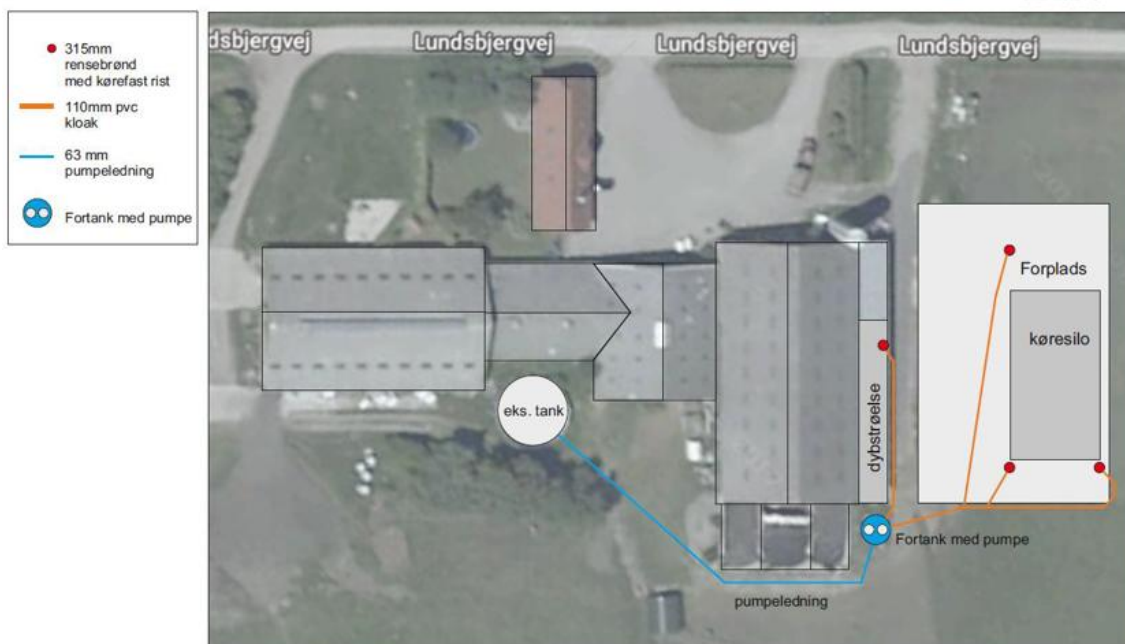 315mm
rensebrønd
med kørefast rist
110mm pvc
kloak
63 mm
pumpeledning
Fortank med pumpe
dsbjergvej
Lundsbjergvej
Lundsbjergvej
Lundsbjergvej
Forplads
køresilo
eks. tank
dybstrøelse
Fortank med pumpe
pumpeledning